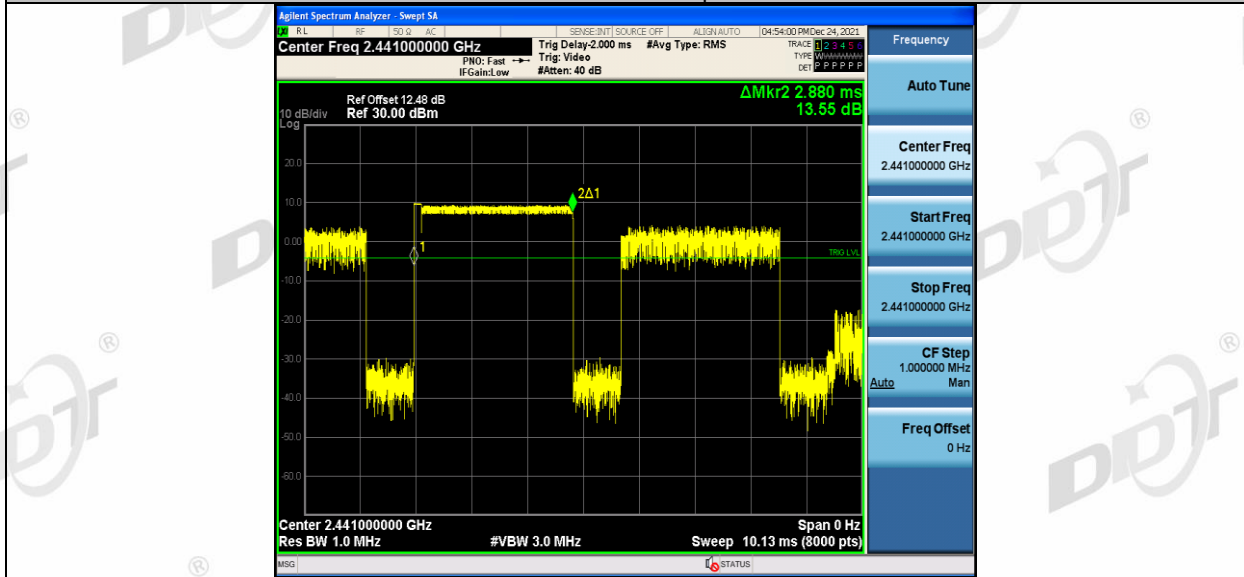 Agilent Spectrum Analyzer - Swept SA
RL RF 50 Ω AC SENSE:INT SOURCE OFF ALIGN AUTO 04:54:00 PM Dec 24, 2021
Center Freq 2.441000000 GHz
Trig Delay-2.000 ms #Avg Type: RMS
TRACE 1 2 3 4 5 6
PNO: Fast Trig: Video
TYPE WWWWWW
IFGain:Low #Atten: 40 dB
DET P P P P P P
Frequency
ΔMkr2 2.880 ms
13.55 dB
Ref Offset 12.48 dB
10 dB/div Ref 30.00 dBm
Log
20.0
10.0
0.00
-10.0
-20.0
-30.0
-40.0
-50.0
-60.0
2Δ1
1
TRIG LVL
Center 2.441000000 GHz Span 0 Hz
Res BW 1.0 MHz #VBW 3.0 MHz Sweep 10.13 ms (8000 pts)
MSG STATUS
Auto Tune
Center Freq
2.441000000 GHz
Start Freq
2.441000000 GHz
Stop Freq
2.441000000 GHz
CF Step
1.000000 MHz
Auto Man
Freq Offset
0 Hz
DDT
®